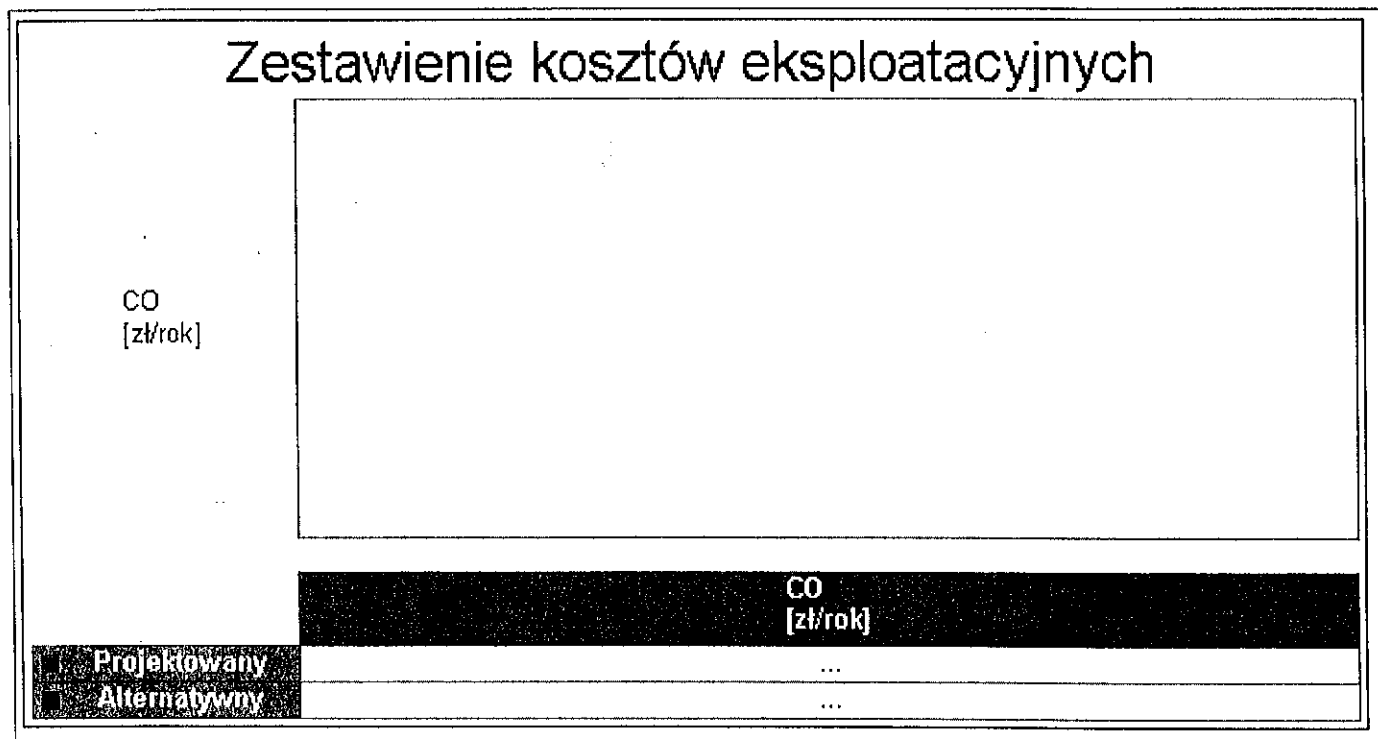 Zestawienie kosztów eksploatacyjnych
CO
[zł/rok]
CO
[zł/rok]
Projektowany ...
Alternatywny ...